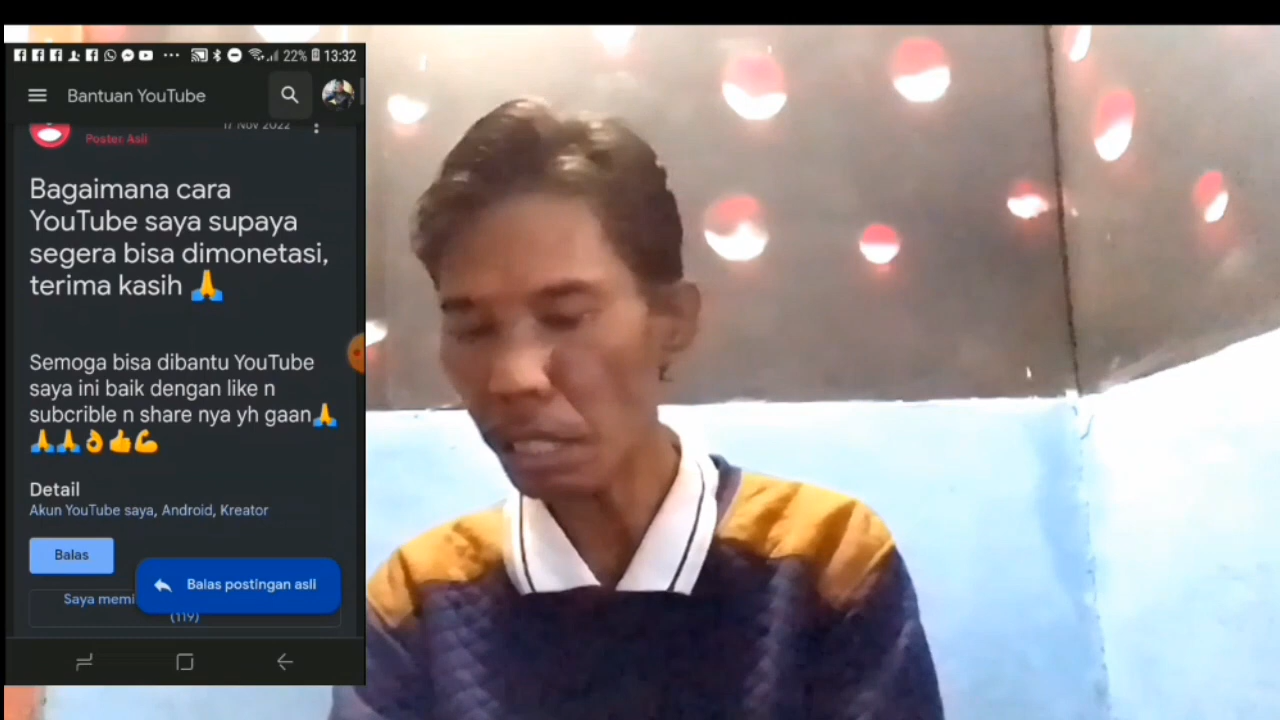 22% 13:32
Bantuan YouTube
17 Nov 2022
Poster Asli
Bagaimana cara
YouTube saya supaya
segera bisa dimonetasi,
terima kasih 🙏
Semoga bisa dibantu YouTube
saya ini baik dengan like n
subcrible n share nya yh gaan🙏
🙏🙏👌👍💪
Detail
Akun YouTube saya, Android, Kreator
Balas
Balas postingan asli
Saya memi
(119)